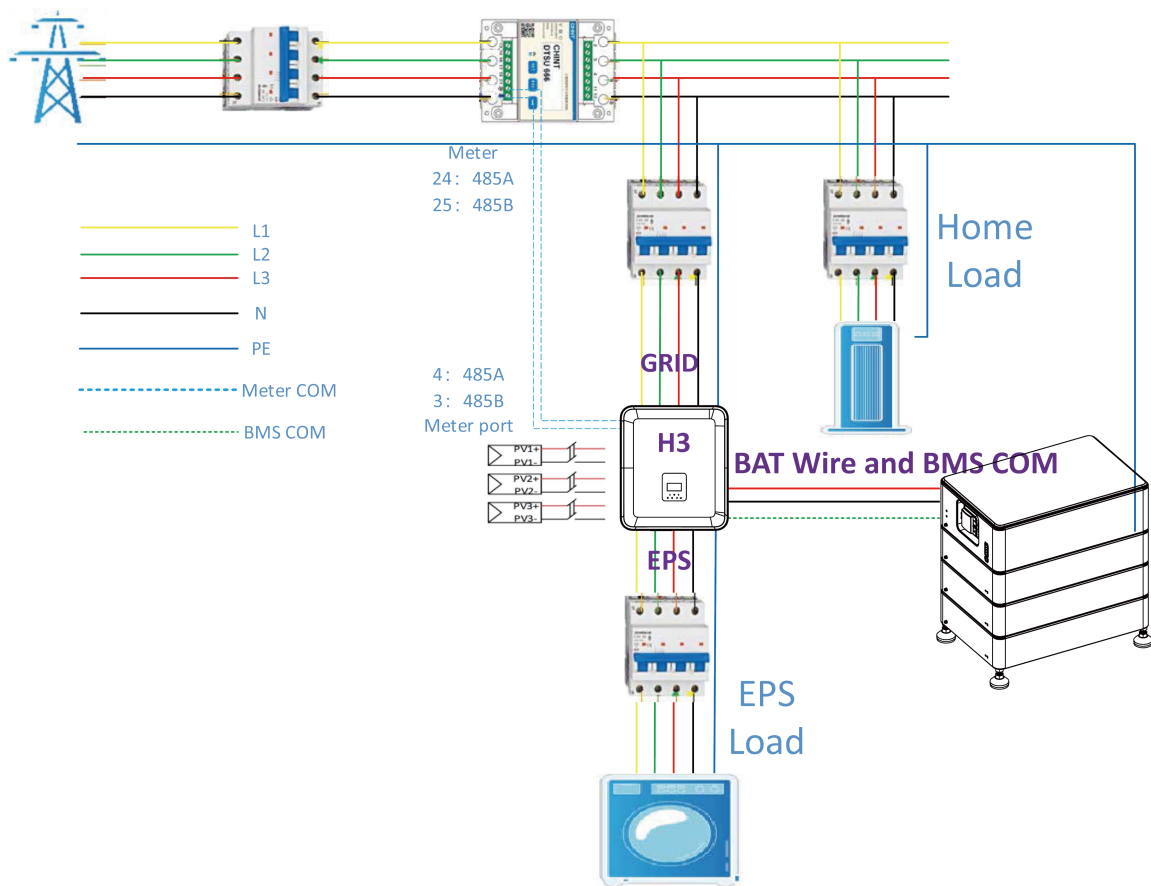 CHNT
CHINT
DTSU 666
Meter
24： 485A
25： 485B
L1
L2
L3
N
PE
Meter COM
BMS COM
Home
Load
GRID
4： 485A
3： 485B
Meter port
H3
PV1+
PV1-
PV2+
PV2-
PV3+
PV3-
BAT Wire and BMS COM
EPS
EPS
Load